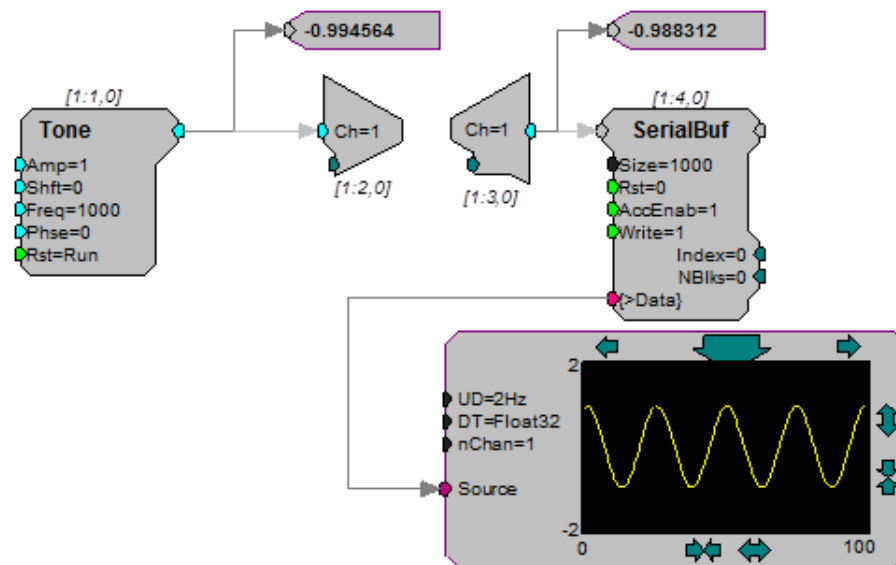 -0.994564
-0.988312
[1:1,0]
Tone
Amp=1
Shft=0
Freq=1000
Phse=0
Rst=Run
Ch=1
[1:2,0]
Ch=1
[1:3,0]
[1:4,0]
SerialBuf
Size=1000
Rst=0
AccEnab=1
Write=1
Index=0
NBlks=0
{>Data}
UD=2Hz
DT=Float32
nChan=1
Source
2
-2
0
100